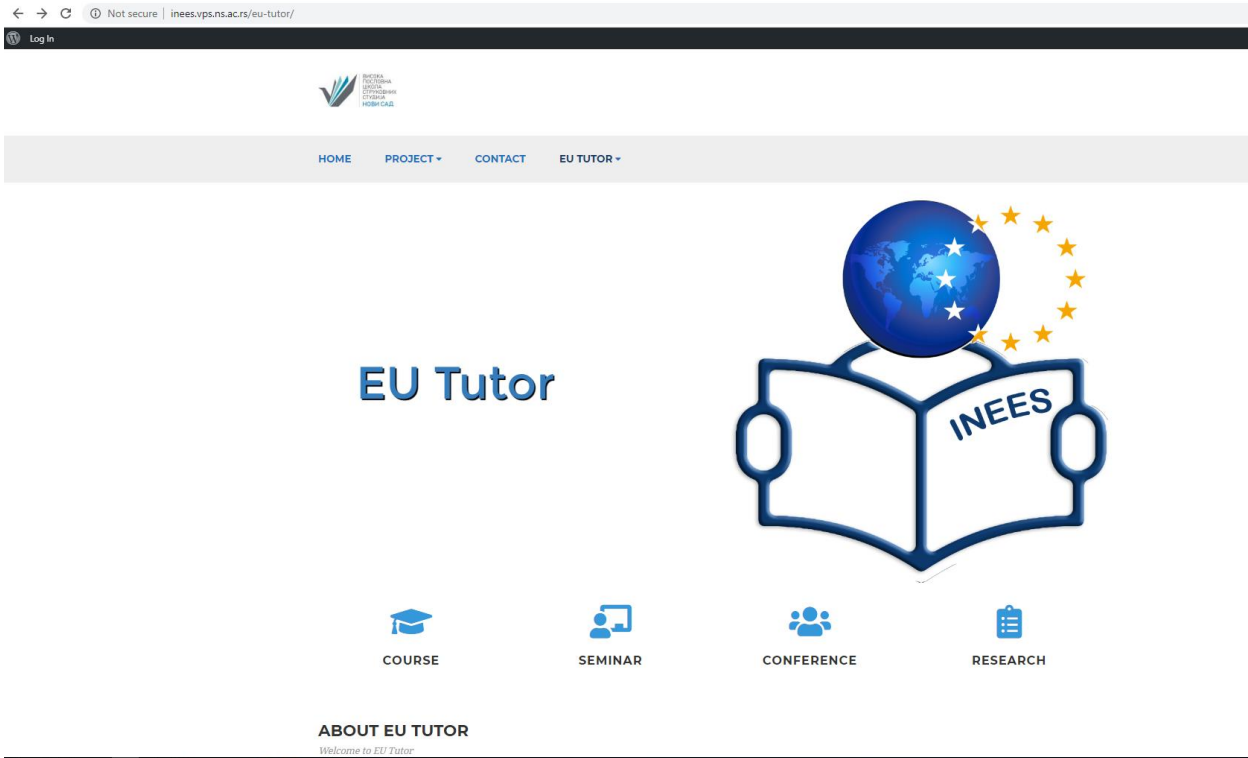 Not secure | inees.vps.ns.ac.rs/eu-tutor/
Log In
ВИСОКА
ПОСЛОВНА
ШКОЛА
СТРУКОВНИХ
СТУДИЈА
НОВИ САД
HOME PROJECT CONTACT EU TUTOR
EU Tutor
INEES
COURSE SEMINAR CONFERENCE RESEARCH
ABOUT EU TUTOR
Welcome to EU Tutor